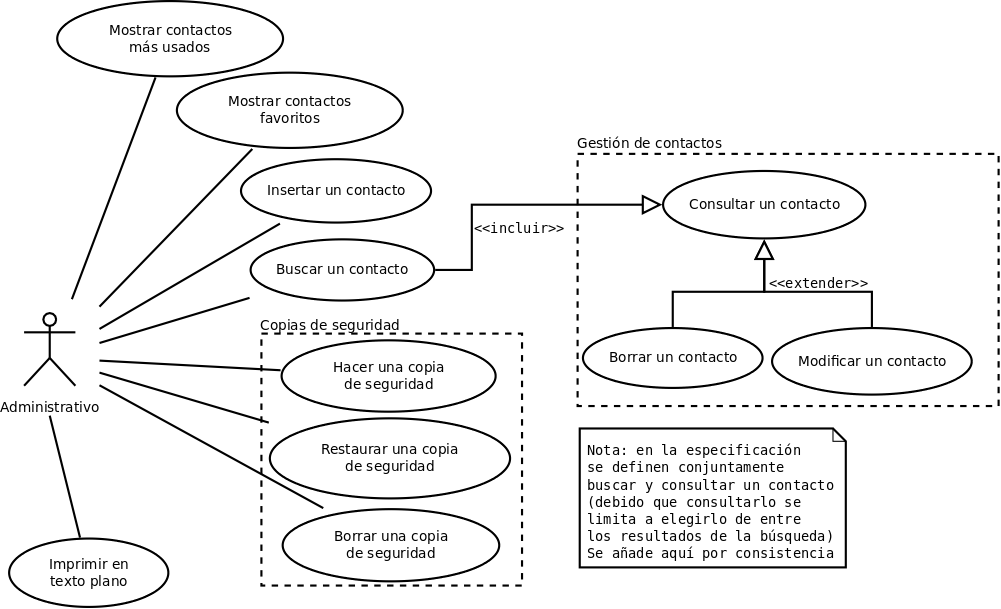 Mostrar contactos
más usados
Mostrar contactos
favoritos
Insertar un contacto
Buscar un contacto
Gestión de contactos
Consultar un contacto
<<incluir>>
<<extender>>
Borrar un contacto
Modificar un contacto
Administrativo
Copias de seguridad
Hacer una copia
de seguridad
Restaurar una copia
de seguridad
Borrar una copia
de seguridad
Imprimir en
texto plano
Nota: en la especificación
se definen conjuntamente
buscar y consultar un contacto
(debido que consultarlo se
limita a elegirlo de entre
los resultados de la búsqueda)
Se añade aquí por consistencia